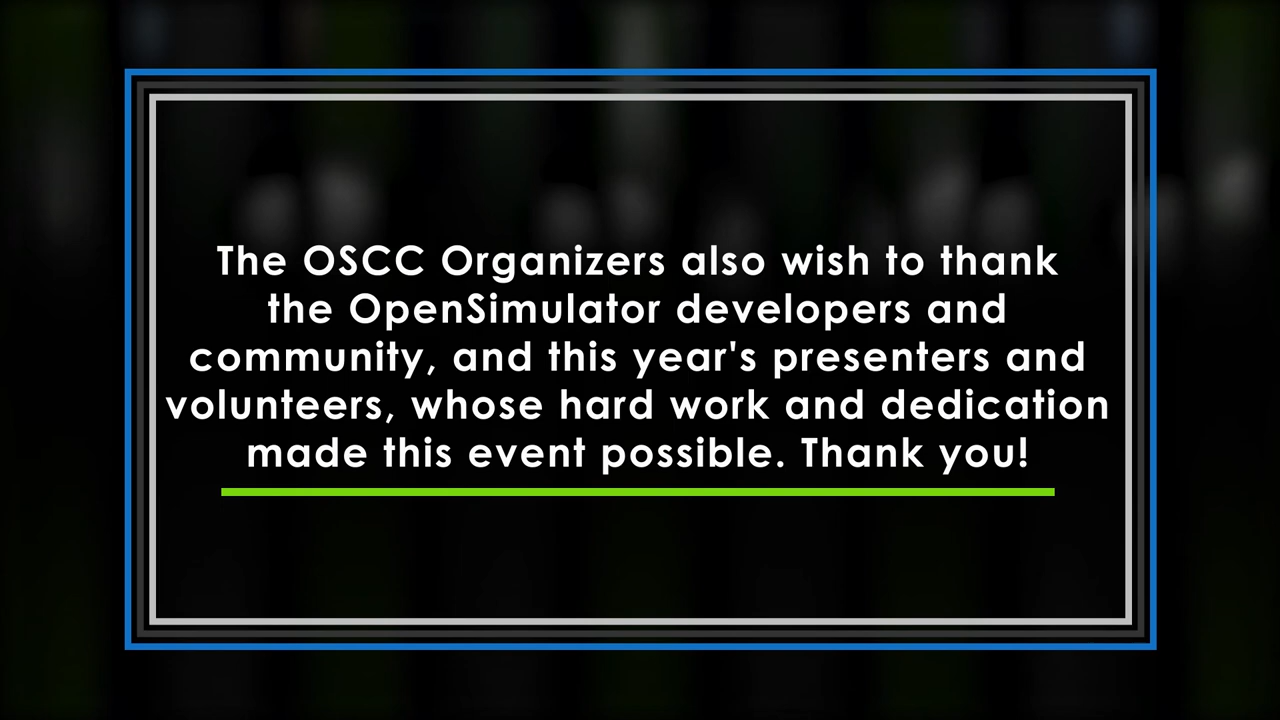 The OSCC Organizers also wish to thank
the OpenSimulator developers and
community, and this year's presenters and
volunteers, whose hard work and dedication
made this event possible. Thank you!